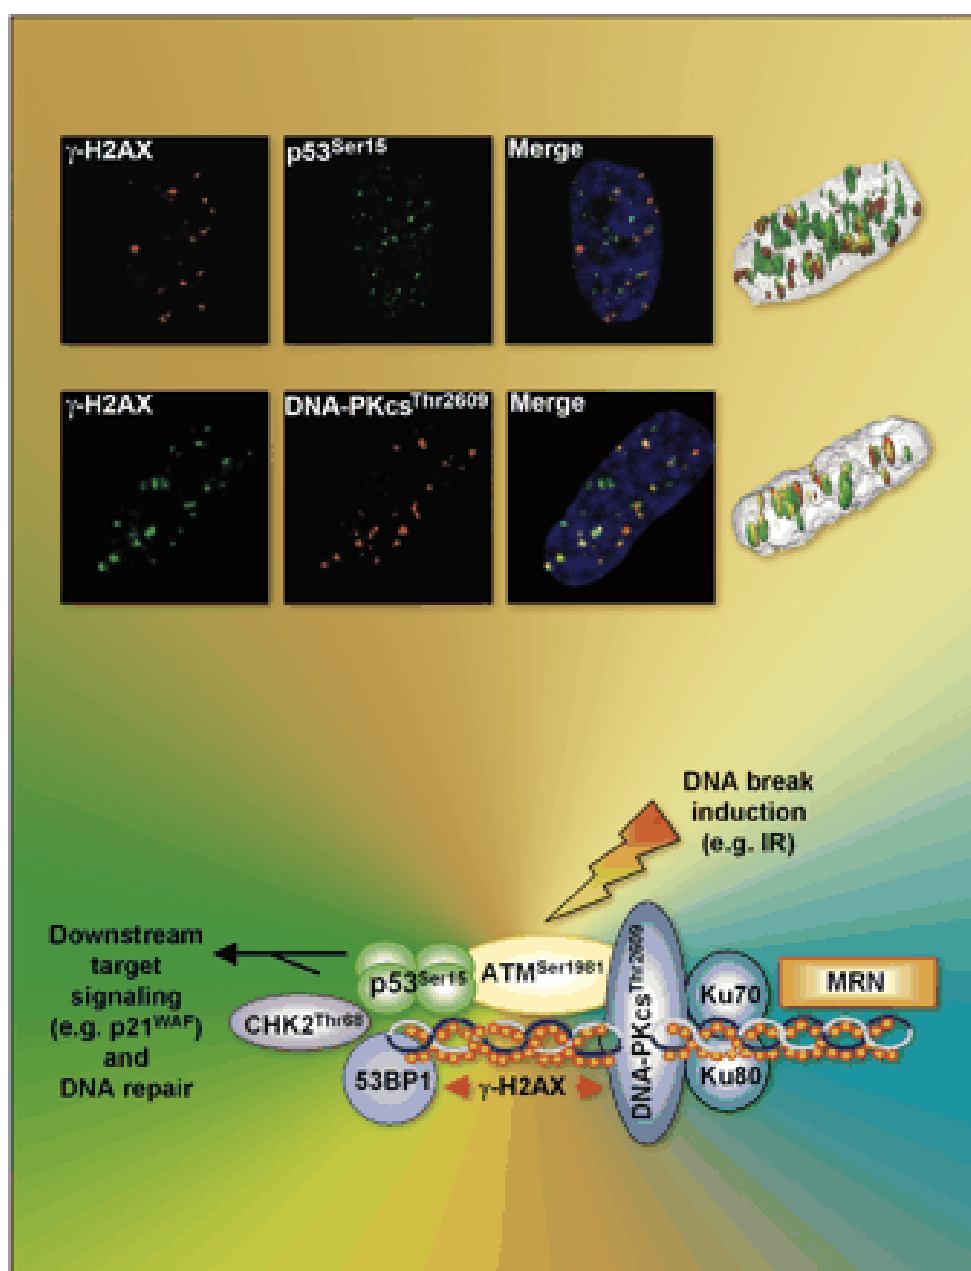 γ-H2AX
p53Ser15
Merge
γ-H2AX
DNA-PKcsThr2609
Merge
DNA break
induction
(e.g. IR)
Downstream
target
signaling
(e.g. p21WAF)
and
DNA repair
p53Ser15
ATMSer1981
DNA-PKcsThr2609
Ku70
MRN
CHK2Thr68
53BP1
γ-H2AX
Ku80